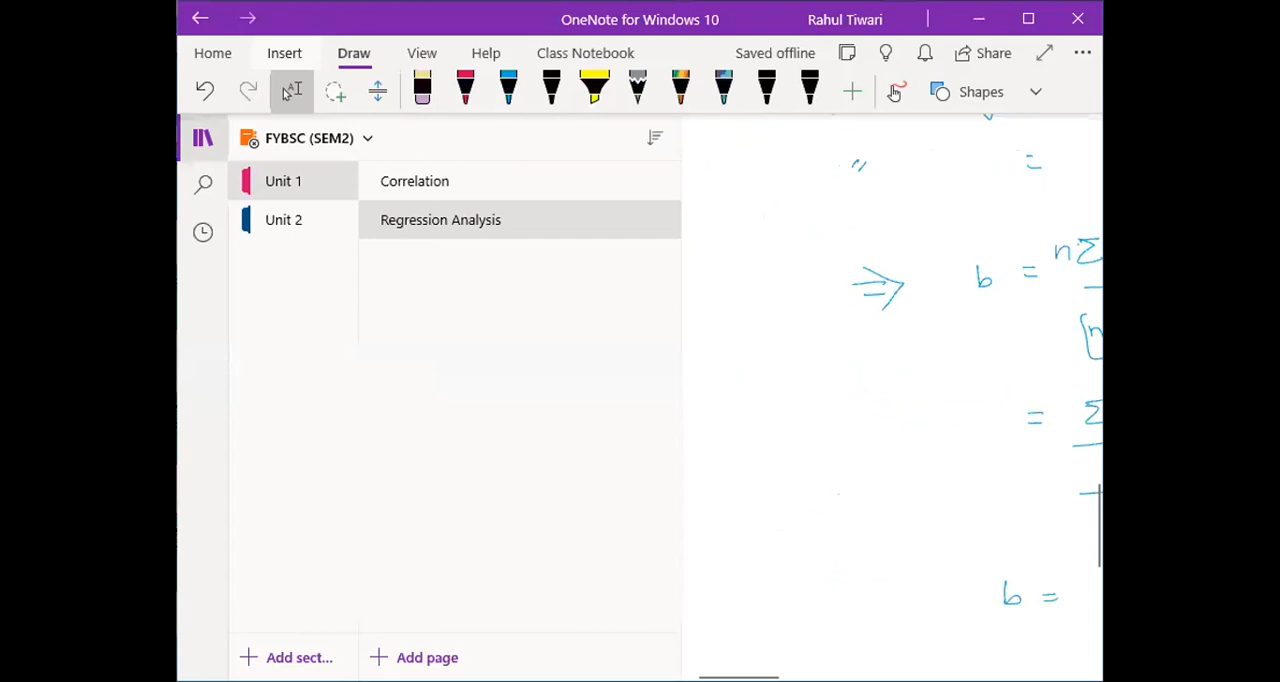 OneNote for Windows 10 Rahul Tiwari
Home Insert Draw View Help Class Notebook Saved offline Share
Shapes
FYBSC (SEM2)
Unit 1 Correlation
Unit 2 Regression Analysis
=
⇒ b = nΣ
[n
= Σ
b =
+ Add sect... + Add page